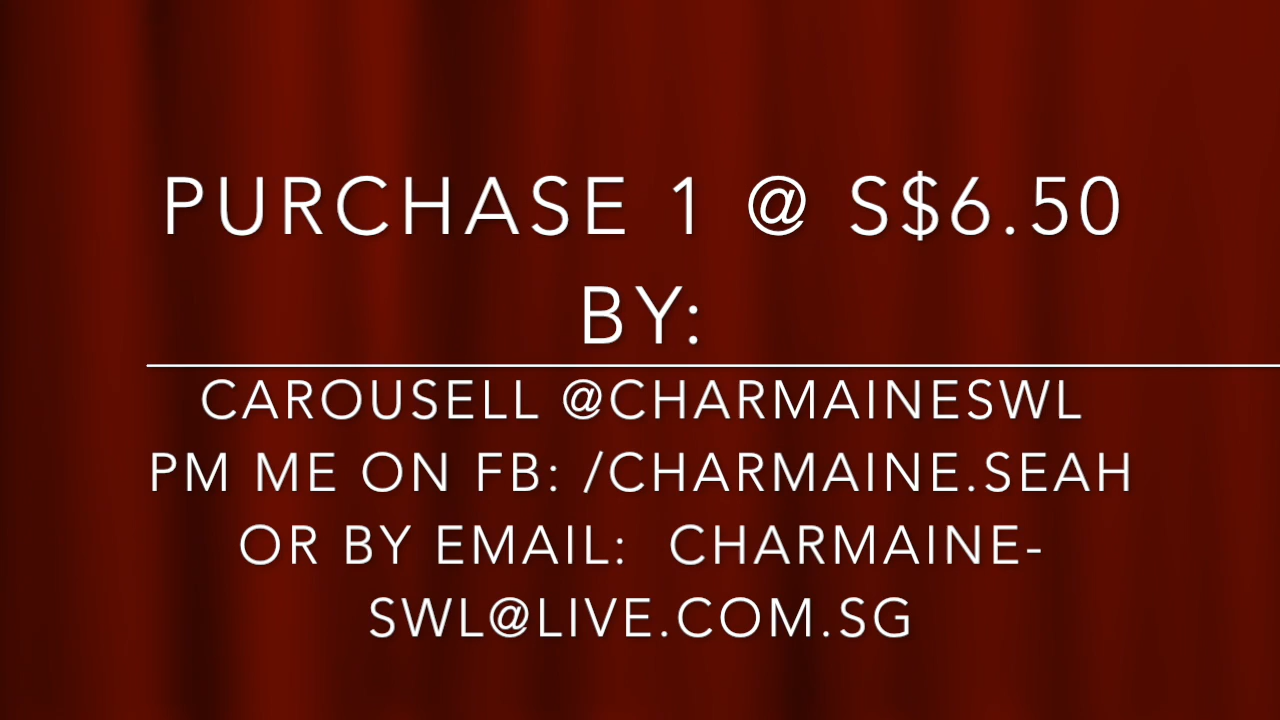 PURCHASE 1 @ S$6.50
BY:
CAROUSELL @CHARMAINESWL
PM ME ON FB: /CHARMAINE.SEAH
OR BY EMAIL: CHARMAINE-
SWL@LIVE.COM.SG